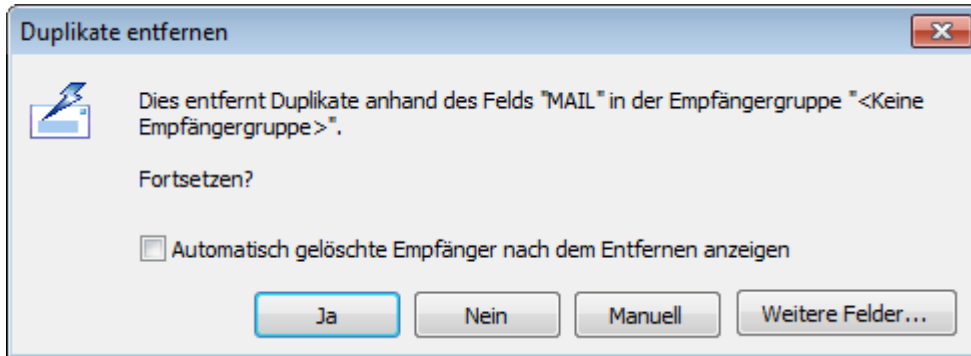 Duplikate entfernen
Dies entfernt Duplikate anhand des Felds "MAIL" in der Empfängergruppe "<Keine
Empfängergruppe>".
Fortsetzen?
Automatisch gelöschte Empfänger nach dem Entfernen anzeigen
Ja Nein Manuell Weitere Felder...